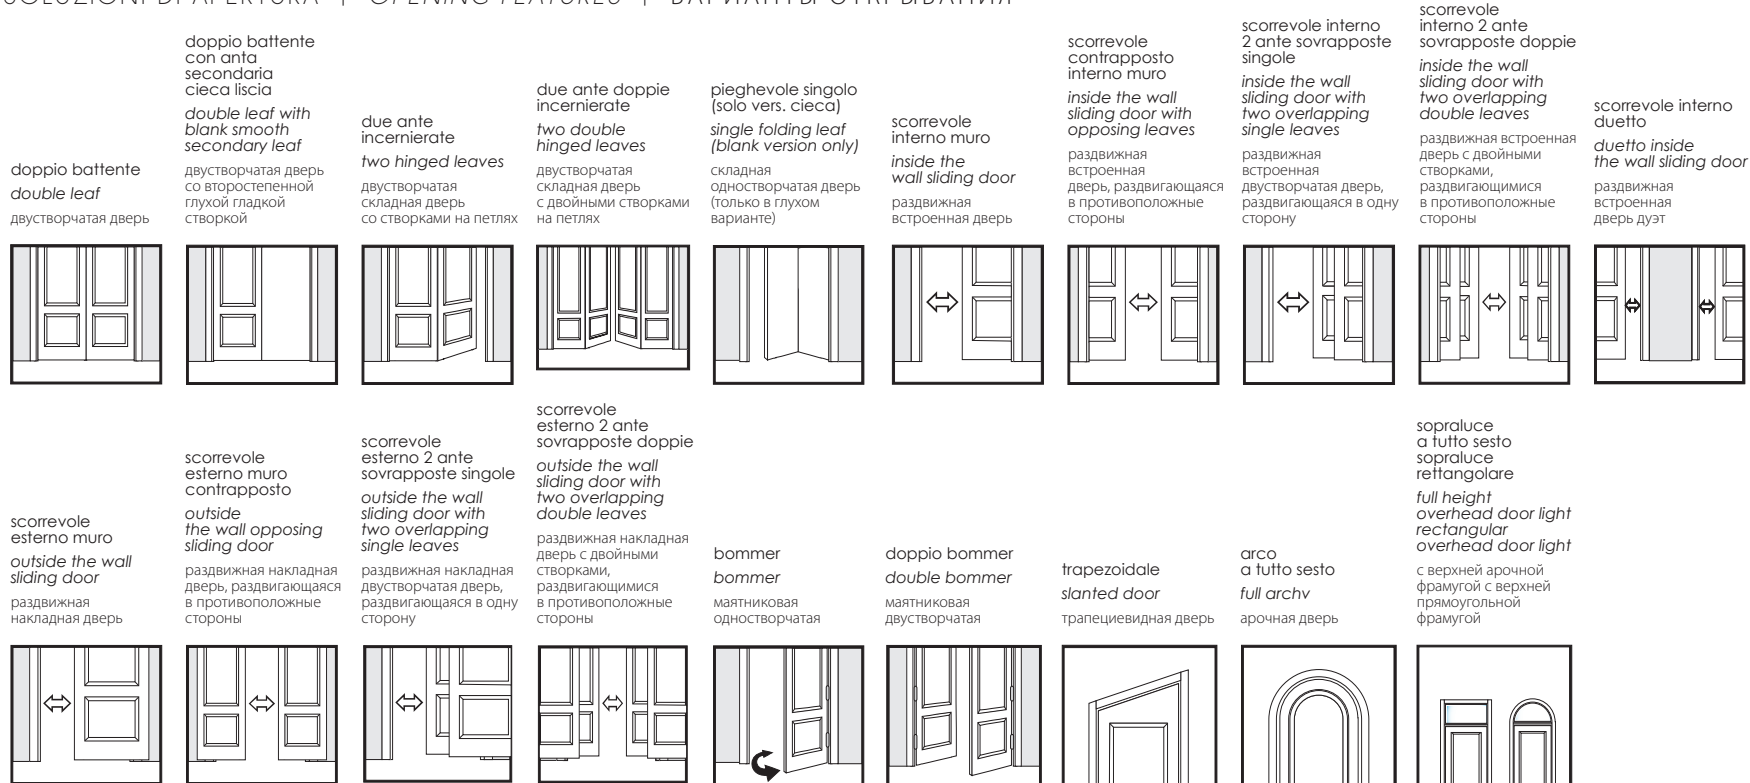 SOLUZIONI DI APERTURA | OPENING FEATURES | ВАРИАНТЫ ОТКРЫВАНИЯ
doppio battente
double leaf
двустворчатая дверь
doppio battente
con anta
secondaria
cieca liscia
double leaf with
blank smooth
secondary leaf
двустворчатая дверь
со второстепенной
глухой гладкой
створкой
due ante
incernierate
two hinged leaves
двустворчатая
складная дверь
со створками на петлях
due ante doppie
incernierate
two double
hinged leaves
двустворчатая
складная дверь
с двойными створками
на петлях
pieghevole singolo
(solo vers. cieca)
single folding leaf
(blank version only)
складная
одностворчатая дверь
(только в глухом
варианте)
scorrevole
interno muro
inside the
wall sliding door
раздвижная
встроенная дверь
scorrevole
contrapposto
interno muro
inside the wall
sliding door with
opposing leaves
раздвижная
встроенная
дверь, раздвигающаяся
в противоположные
стороны
scorrevole interno
2 ante sovrapposte
singole
inside the wall
sliding door with
two overlapping
single leaves
раздвижная
встроенная
двустворчатая дверь,
раздвигающаяся в одну
сторону
scorrevole
interno 2 ante
sovrapposte doppie
inside the wall
sliding door with
two overlapping
double leaves
раздвижная встроенная
дверь с двойными
створками,
раздвигающимися
в противоположные
стороны
scorrevole interno
duetto
duetto inside
the wall sliding door
раздвижная
встроенная
дверь дуэт
scorrevole
esterno muro
outside the wall
sliding door
раздвижная
накладная дверь
scorrevole
esterno muro
contrapposto
outside
the wall opposing
sliding door
раздвижная накладная
дверь, раздвигающаяся
в противоположные
стороны
scorrevole
esterno 2 ante
sovrapposte singole
outside the wall
sliding door with
two overlapping
single leaves
раздвижная накладная
двустворчатая дверь,
раздвигающаяся в одну
сторону
scorrevole
esterno 2 ante
sovrapposte doppie
outside the wall
sliding door with
two overlapping
double leaves
раздвижная накладная
дверь с двойными
створками,
раздвигающимися
в противоположные
стороны
bommer
bommer
маятниковая
одностворчатая
doppio bommer
double bommer
маятниковая
двустворчатая
trapezoidale
slanted door
трапециевидная дверь
arco
a tutto sesto
full archv
арочная дверь
sopraluce
a tutto sesto
sopraluce
rettangolare
full height
overhead door light
rectangular
overhead door light
с верхней арочной
фрамугой с верхней
прямоугольной
фрамугой